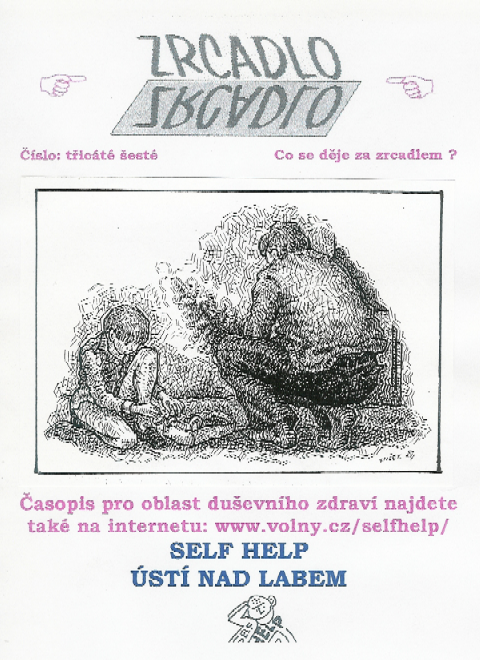 ZRCADLO
ZRCADLO
Číslo: třicáté šesté
Co se děje za zrcadlem ?
Časopis pro oblast duševního zdraví najdete
také na internetu: www.volny.cz/selfhelp/
SELF HELP
ÚSTÍ NAD LABEM
HELP